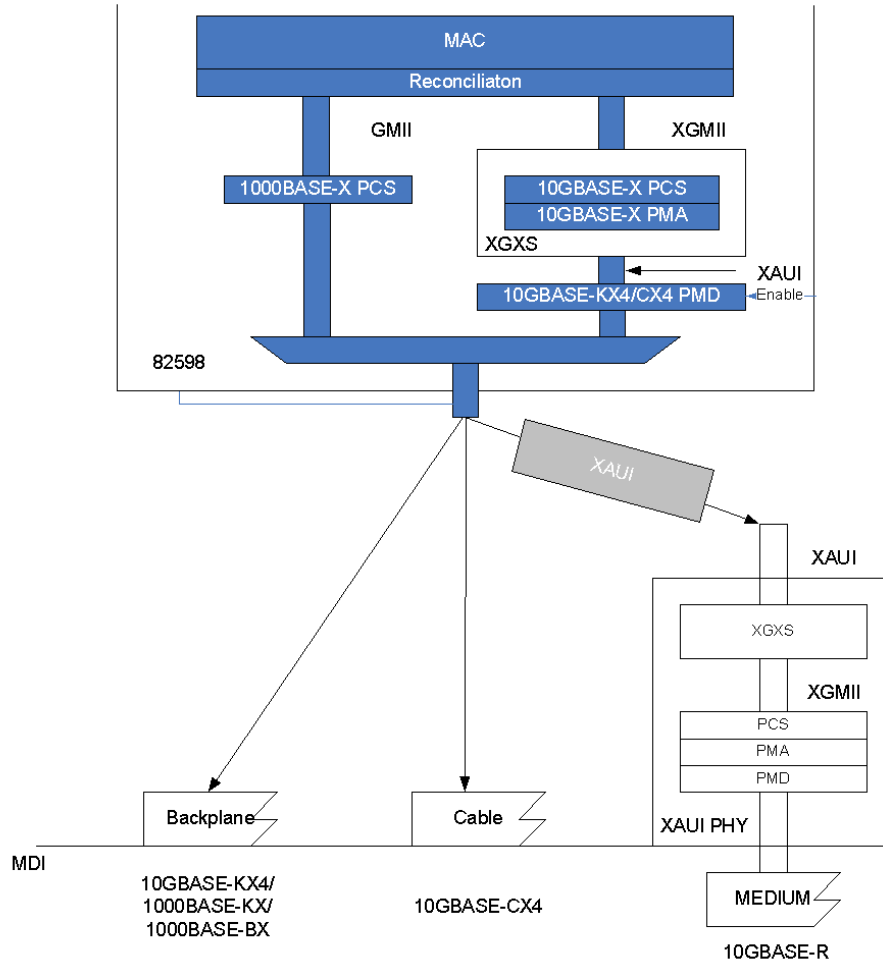 MAC
Reconciliaton
GMII
XGMII
1000BASE-X PCS
10GBASE-X PCS
10GBASE-X PMA
XGXS
XAUI
10GBASE-KX4/CX4 PMD
Enable
82598
XAUI
XAUI
XGXS
XGMII
PCS
PMA
PMD
Backplane
Cable
XAUI PHY
MDI
10GBASE-KX4/
1000BASE-KX/
1000BASE-BX
10GBASE-CX4
MEDIUM
10GBASE-R